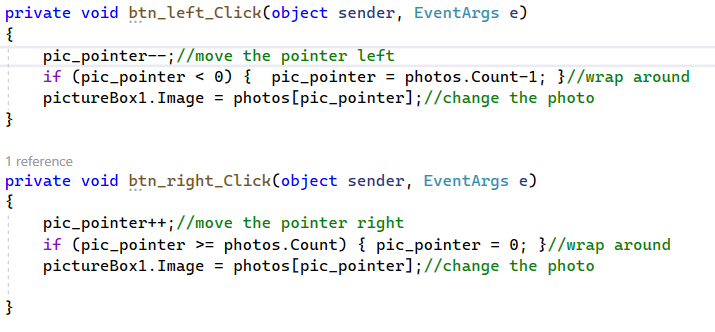 private void btn_left_Click(object sender, EventArgs e)
{
pic_pointer--;//move the pointer left
if (pic_pointer < 0) {  pic_pointer = photos.Count-1; }//wrap around
pictureBox1.Image = photos[pic_pointer];//change the photo
}
1 reference
private void btn_right_Click(object sender, EventArgs e)
{
pic_pointer++;//move the pointer right
if (pic_pointer >= photos.Count) { pic_pointer = 0; }//wrap around
pictureBox1.Image = photos[pic_pointer];//change the photo
}